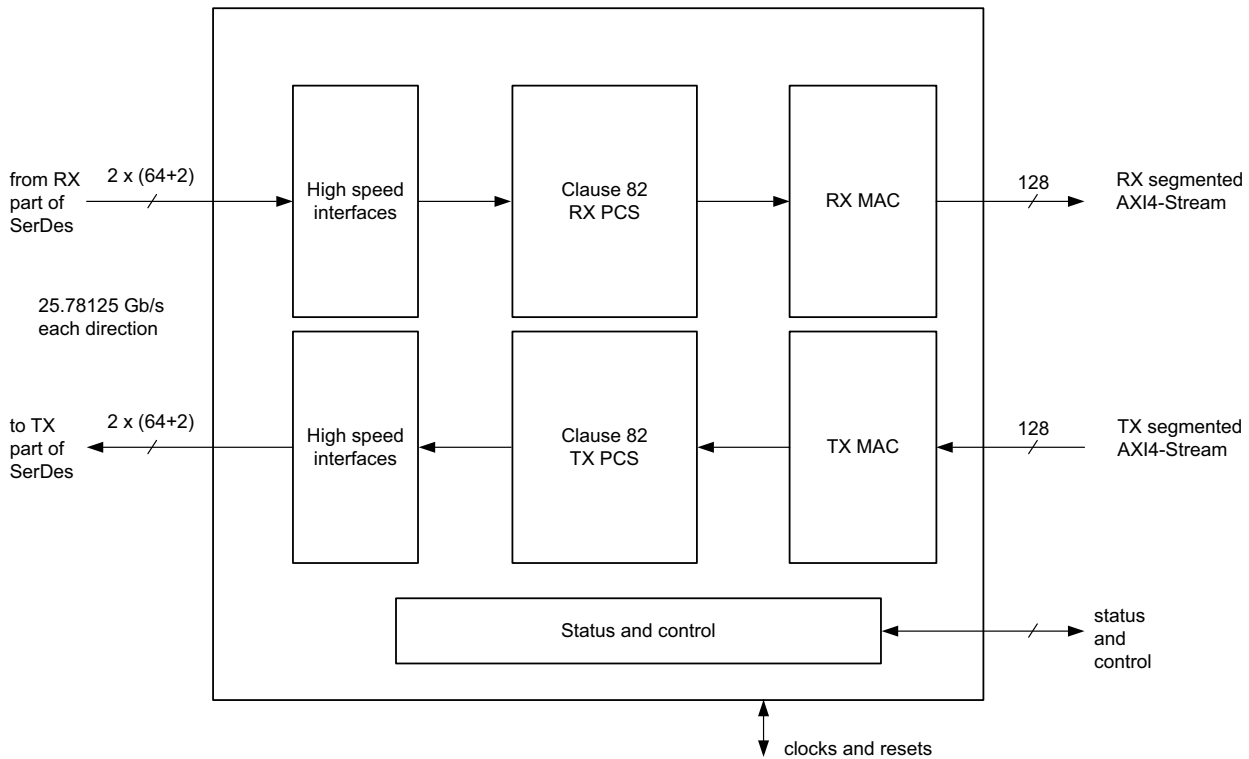 from RX
part of
SerDes
2 x (64+2)
High speed
interfaces
Clause 82
RX PCS
RX MAC
128
RX segmented
AXI4-Stream
25.78125 Gb/s
each direction
to TX
part of
SerDes
2 x (64+2)
High speed
interfaces
Clause 82
TX PCS
TX MAC
128
TX segmented
AXI4-Stream
Status and control
status
and
control
clocks and resets